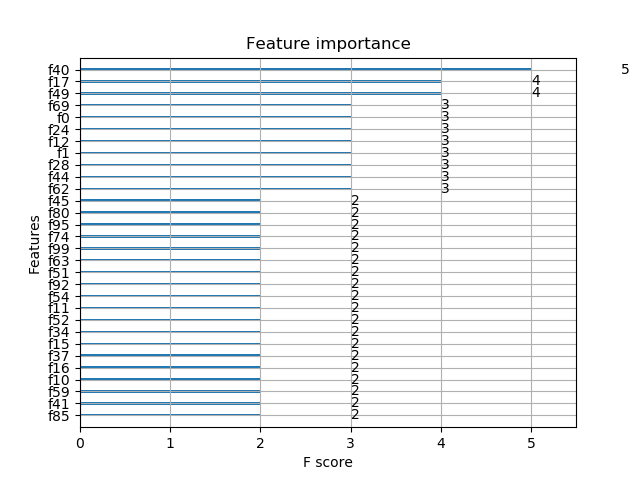 Feature importance
f40 5
f17 4
f49 4
f69 3
f0 3
f24 3
f12 3
f1 3
f28 3
f44 3
f62 3
f45 2
f80 2
f95 2
f74 2
f99 2
f63 2
f51 2
f92 2
f54 2
f11 2
f52 2
f34 2
f15 2
f37 2
f16 2
f10 2
f59 2
f41 2
f85 2
Features
0 1 2 3 4 5
F score